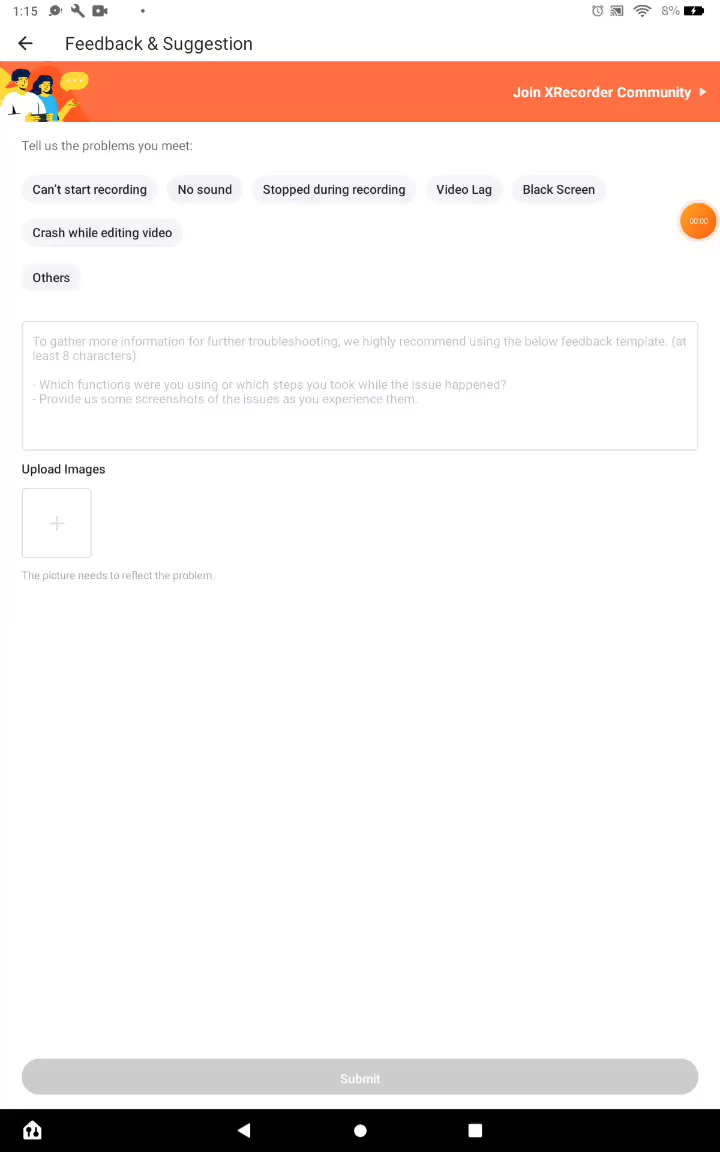 1:15
8%
Feedback & Suggestion
Join XRecorder Community
Tell us the problems you meet:
Can't start recording
No sound
Stopped during recording
Video Lag
Black Screen
00:00
Crash while editing video
Others
To gather more information for further troubleshooting, we highly recommend using the below feedback template. (at
least 8 characters)
- Which functions were you using or which steps you took while the issue happened?
- Provide us some screenshots of the issues as you experience them.
Upload Images
The picture needs to reflect the problem.
Submit